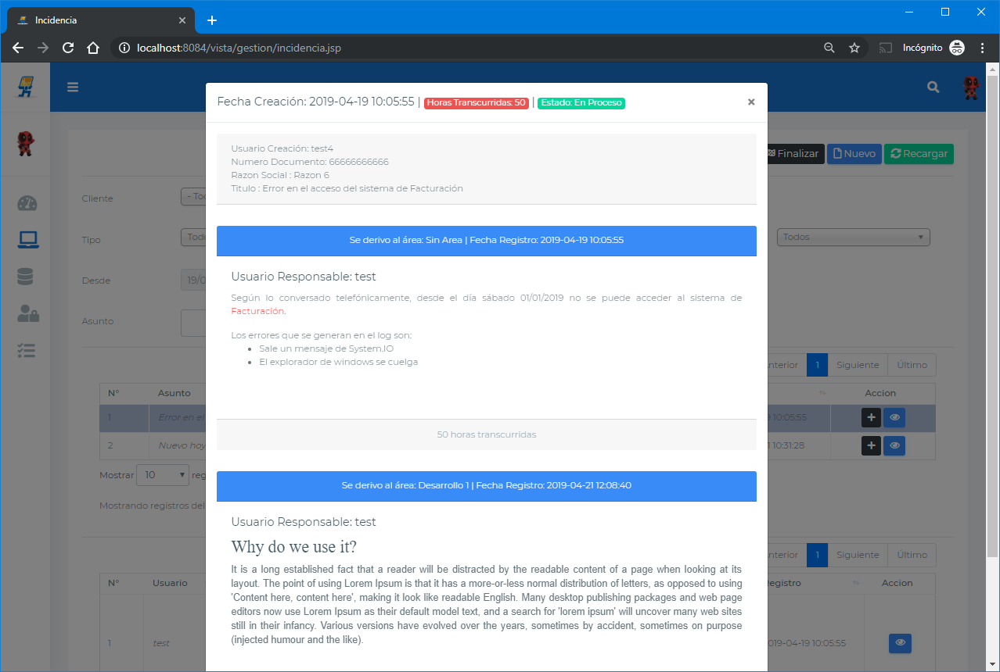 Incidencia
localhost:8084/vista/gestion/incidencia.jsp
Incógnito
Fecha Creación: 2019-04-19 10:05:55 | Horas Transcurridas: 50 | Estado: En Proceso
×
Usuario Creación: test4
Numero Documento: 66666666666
Razon Social : Razon 6
Titulo : Error en el acceso del sistema de Facturación
Finalizar
Nuevo
Recargar
Cliente
Tipo
Todos
Desde
19/0
Asunto
Se derivo al área: Sin Area | Fecha Registro: 2019-04-19 10:05:55
Usuario Responsable: test
Según lo conversado telefónicamente, desde el día sábado 01/01/2019 no se puede acceder al sistema de
Facturación.
Los errores que se generan en el log son:
• Sale un mensaje de System.IO
• El explorador de windows se cuelga
50 horas transcurridas
nterior 1 Siguiente Último
N° Asunto Accion
1 Error en el 10:05:55
2 Nuevo hoy 10:31:28
Mostrar 10 reg
Mostrando registros del
Se derivo al área: Desarrollo 1 | Fecha Registro: 2019-04-21 12:08:40
Usuario Responsable: test
Why do we use it?
It is a long established fact that a reader will be distracted by the readable content of a page when looking at its
layout. The point of using Lorem Ipsum is that it has a more-or-less normal distribution of letters, as opposed to using
'Content here, content here', making it look like readable English. Many desktop publishing packages and web page
editors now use Lorem Ipsum as their default model text, and a search for 'lorem ipsum' will uncover many web sites
still in their infancy. Various versions have evolved over the years, sometimes by accident, sometimes on purpose
(injected humour and the like).
nterior 1 Siguiente Último
N° Usuario Registro Accion
1 test 2019-04-19 10:05:55